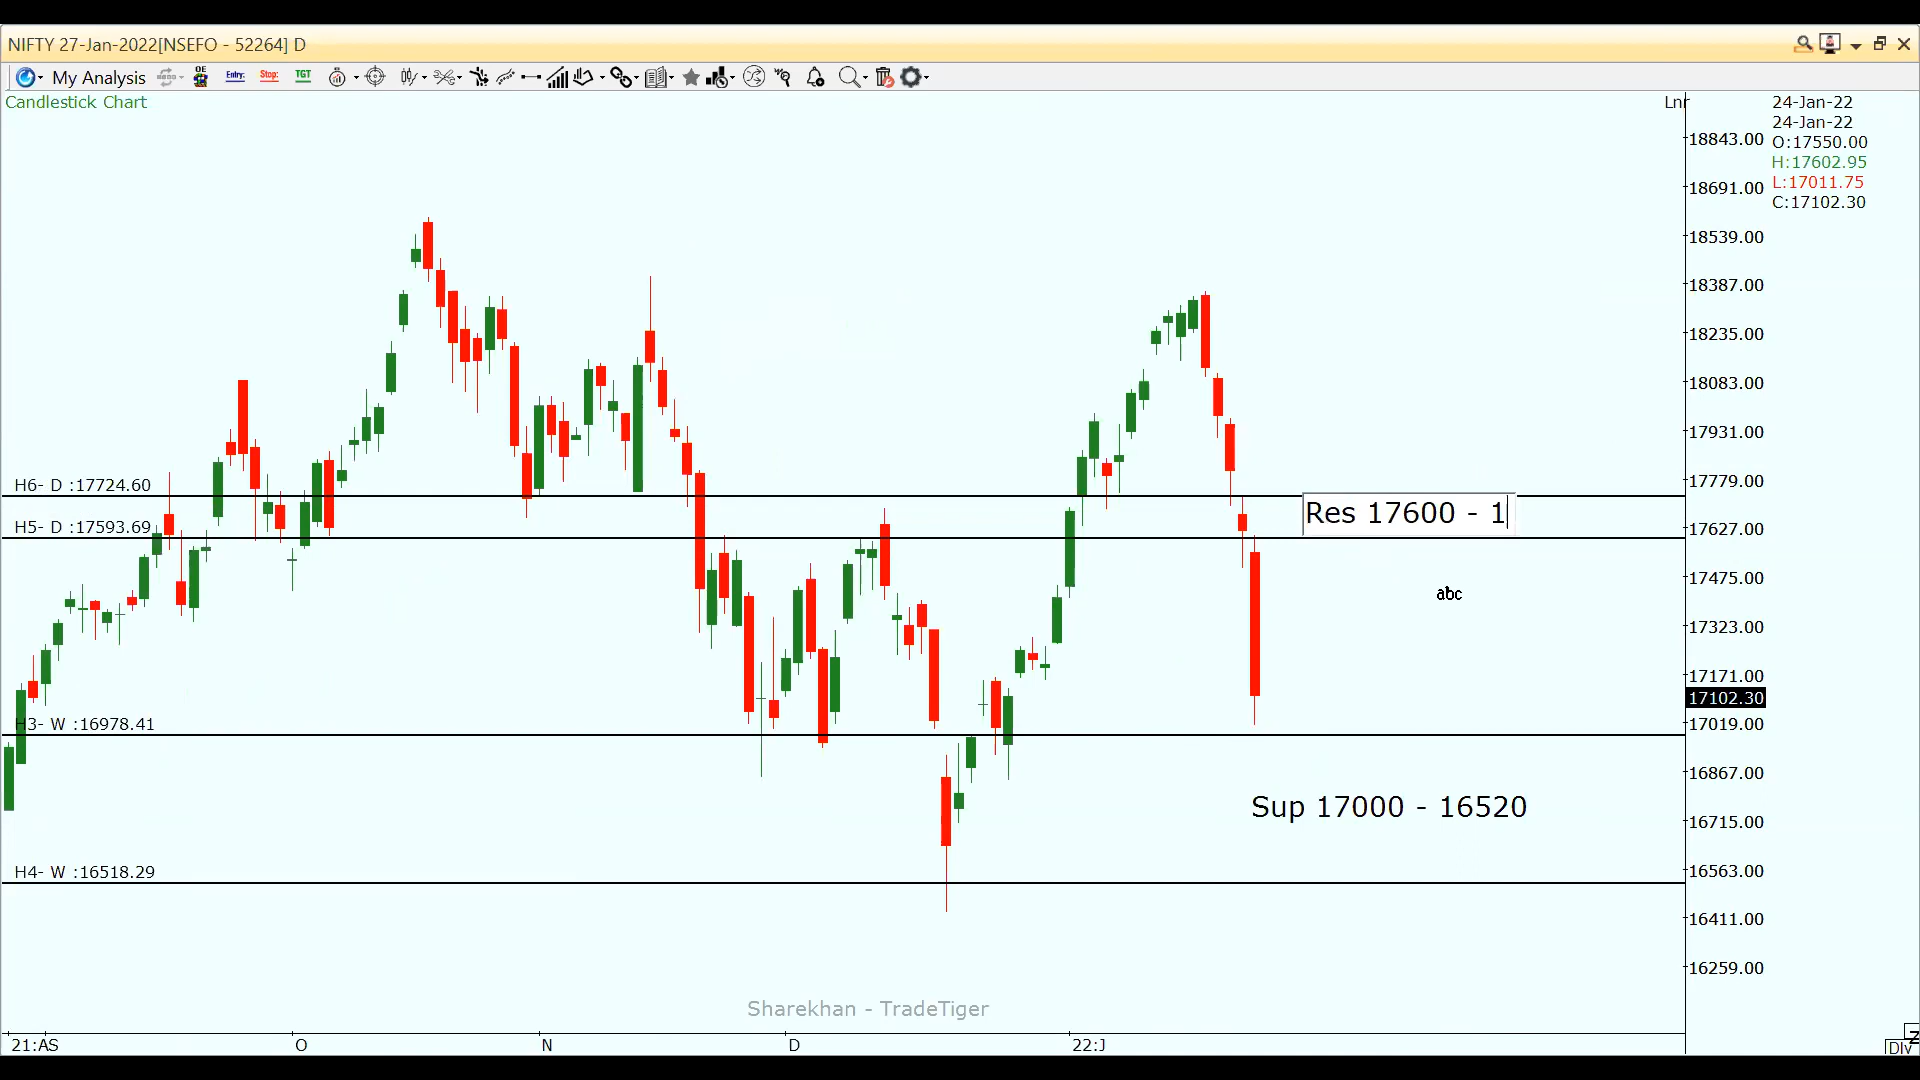 NIFTY 27-Jan-2022[NSEFO - 52264] D
My Analysis
OE
Entry:
Stop:
TGT
Candlestick Chart
Lnr
24-Jan-22
24-Jan-22
O:17550.00
H:17602.95
L:17011.75
C:17102.30
18843.00
18691.00
18539.00
18387.00
18235.00
18083.00
17931.00
17779.00
17627.00
17475.00
17323.00
17171.00
17102.30
17019.00
16867.00
16715.00
16563.00
16411.00
16259.00
H6- D :17724.60
Res 17600 - 1
H5- D :17593.69
abc
H3- W :16978.41
Sup 17000 - 16520
H4- W :16518.29
Sharekhan - TradeTiger
21:AS O N D 22:J
Div
Z